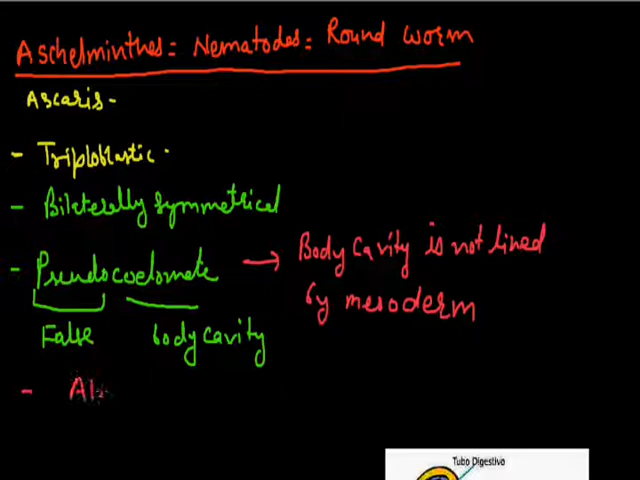 Aschelminthes = Nematodes = Round worm
Ascaris -
- Triploblastic .
- Bilaterally symmetrical
- Pseudocoelomate → Body cavity is not lined
by mesoderm
False body cavity
-
Tubo Digestivo